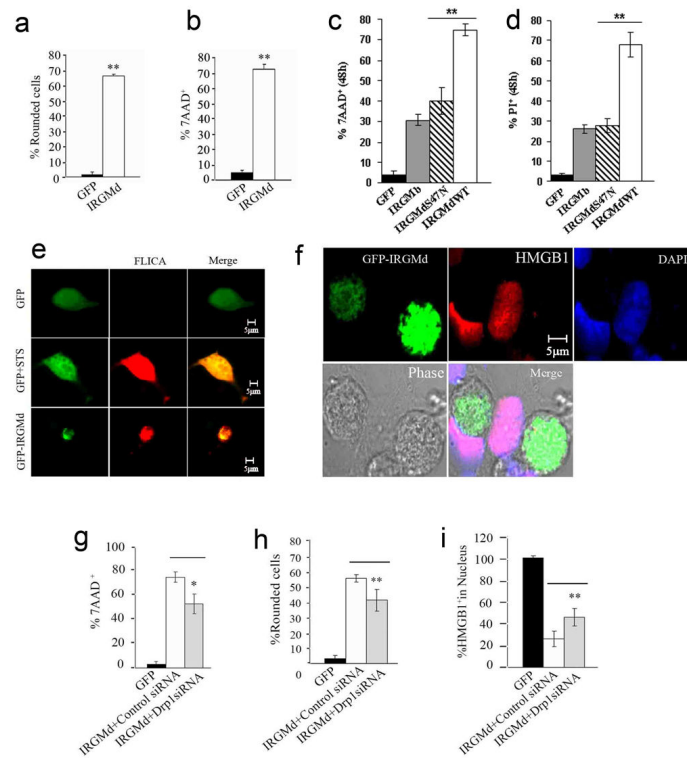 a
% Rounded cells
80
70
60
50
40
30
20
10
0
**
GFP
IRGMd
b
% 7AAD⁺
80
70
60
50
40
30
20
10
0
**
GFP
IRGMd
c
% 7AAD⁺ (48h)
80
70
60
50
40
30
20
10
0
**
GFP
IRGMb
IRGMdS47N
IRGMdWT
d
% PI⁺ (48h)
80
70
60
50
40
30
20
10
0
**
GFP
IRGMb
IRGMdS47N
IRGMdWT
e
FLICA Merge
GFP
5μm
GFP+STS
5μm
GFP-IRGMd
5μm
f
GFP-IRGMd
HMGB1
5μm
DAPI
Phase
Merge
g
% 7AAD⁺
100
80
60
40
20
0
*
GFP
IRGMd+Control siRNA
IRGMd+Drp1siRNA
h
%Rounded cells
80
70
60
50
40
30
20
10
0
**
GFP
IRGMd+Control siRNA
IRGMd+Drp1siRNA
i
%HMGB1⁺in Nucleus
120
100
80
60
40
20
0
**
GFP
IRGMd+Control siRNA
IRGMd+Drp1siRNA